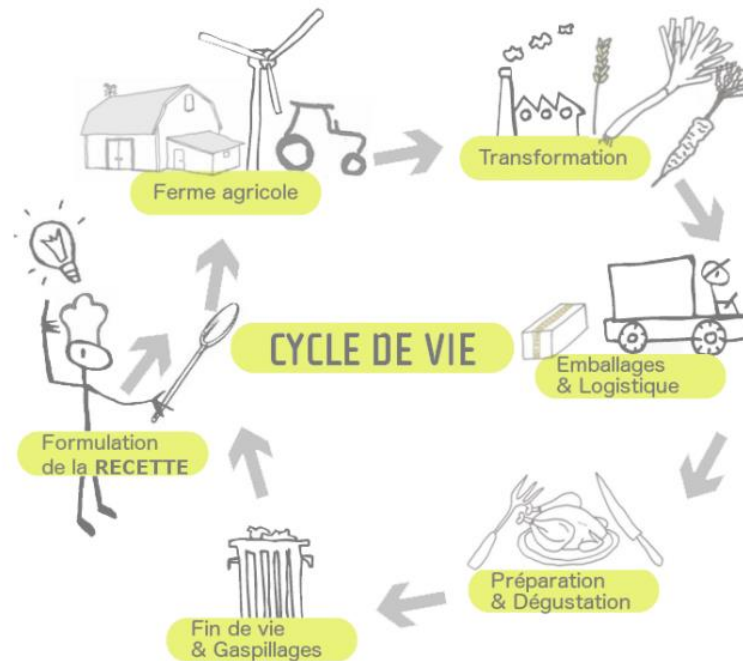 Ferme agricole
Transformation
CYCLE DE VIE
Emballages
& Logistique
Formulation
de la RECETTE
Préparation
& Dégustation
Fin de vie
& Gaspillages